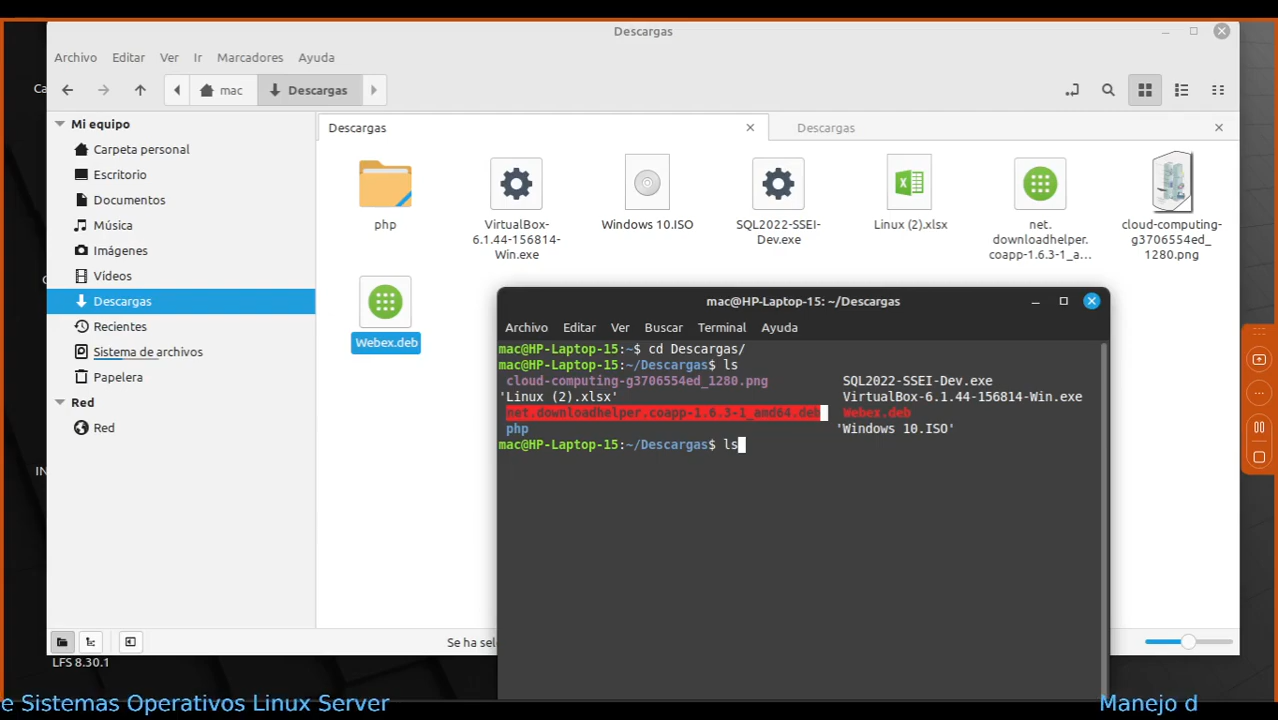 Descargas
Archivo Editar Ver Ir Marcadores Ayuda
mac Descargas
Mi equipo
Carpeta personal
Escritorio
Documentos
Música
Imágenes
Vídeos
Descargas
Recientes
Sistema de archivos
Papelera
Red
Red
Descargas Descargas
php
VirtualBox-
6.1.44-156814-
Win.exe
Windows 10.ISO
SQL2022-SSEI-
Dev.exe
Linux (2).xlsx
net.
downloadhelper.
coapp-1.6.3-1_a...
cloud-computing-
g3706554ed_
1280.png
Webex.deb
mac@HP-Laptop-15: ~/Descargas
Archivo Editar Ver Buscar Terminal Ayuda
mac@HP-Laptop-15:~$ cd Descargas/
mac@HP-Laptop-15:~/Descargas$ ls
cloud-computing-g3706554ed_1280.png SQL2022-SSEI-Dev.exe
'Linux (2).xlsx' VirtualBox-6.1.44-156814-Win.exe
net.downloadhelper.coapp-1.6.3-1_amd64.deb Webex.deb
php 'Windows 10.ISO'
mac@HP-Laptop-15:~/Descargas$ ls
Se ha sel
Ca
C
IN
LFS 8.30.1
e Sistemas Operativos Linux Server Manejo d